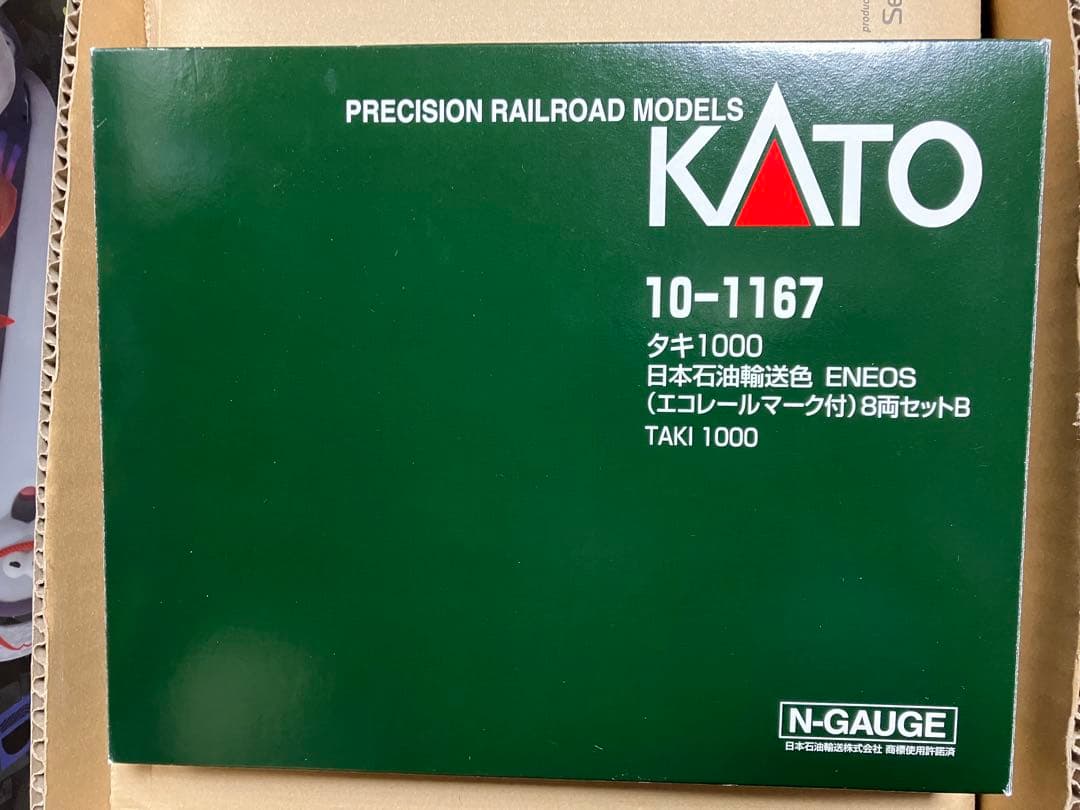 produc
Se
PRECISION RAILROAD MODELS
KATO
10-1167
タキ1000
日本石油輸送色 ENEOS
(エコレールマーク付)8両セットB
TAKI 1000
N-GAUGE
日本石油輸送株式会社 商標使用許諾済